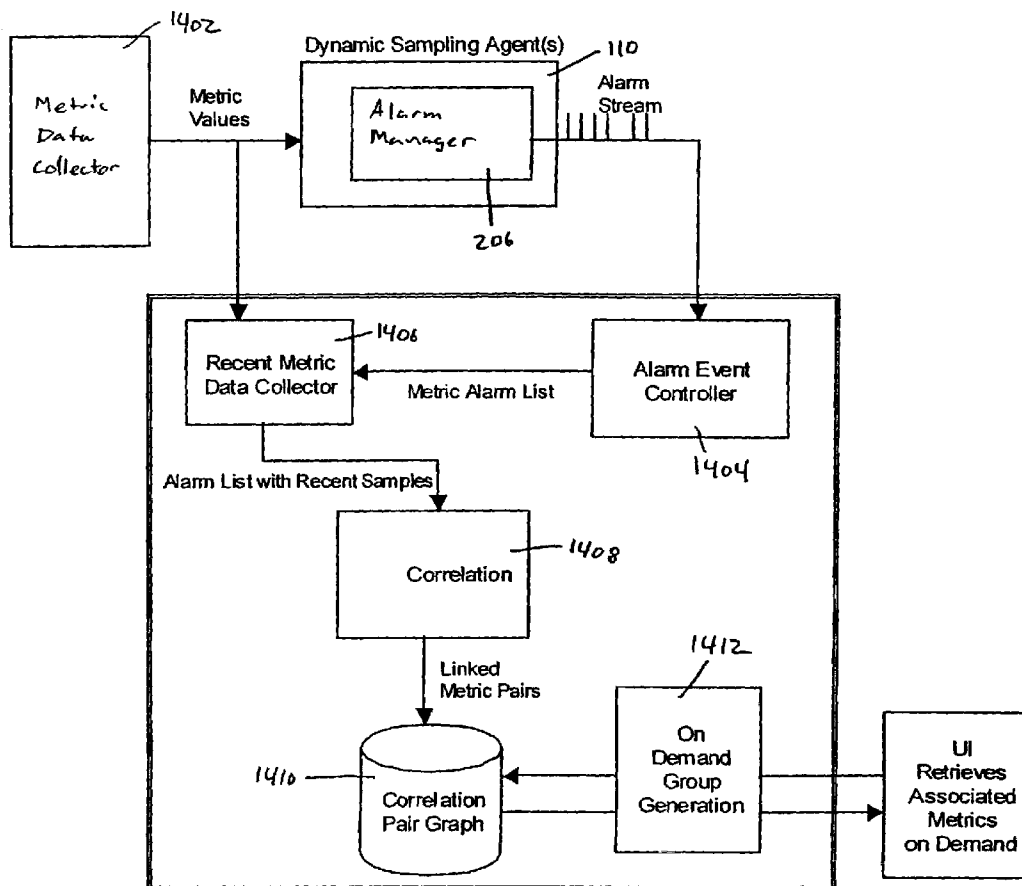 1402
Metric
Data
Collector
Metric
Values
Dynamic Sampling Agent(s)
110
Alarm
Manager
206
Alarm
Stream
1406
Recent Metric
Data Collector
Metric Alarm List
Alarm Event
Controller
1404
Alarm List with Recent Samples
Correlation
1408
Linked
Metric Pairs
1410
Correlation
Pair Graph
1412
On
Demand
Group
Generation
UI
Retrieves
Associated
Metrics
on Demand